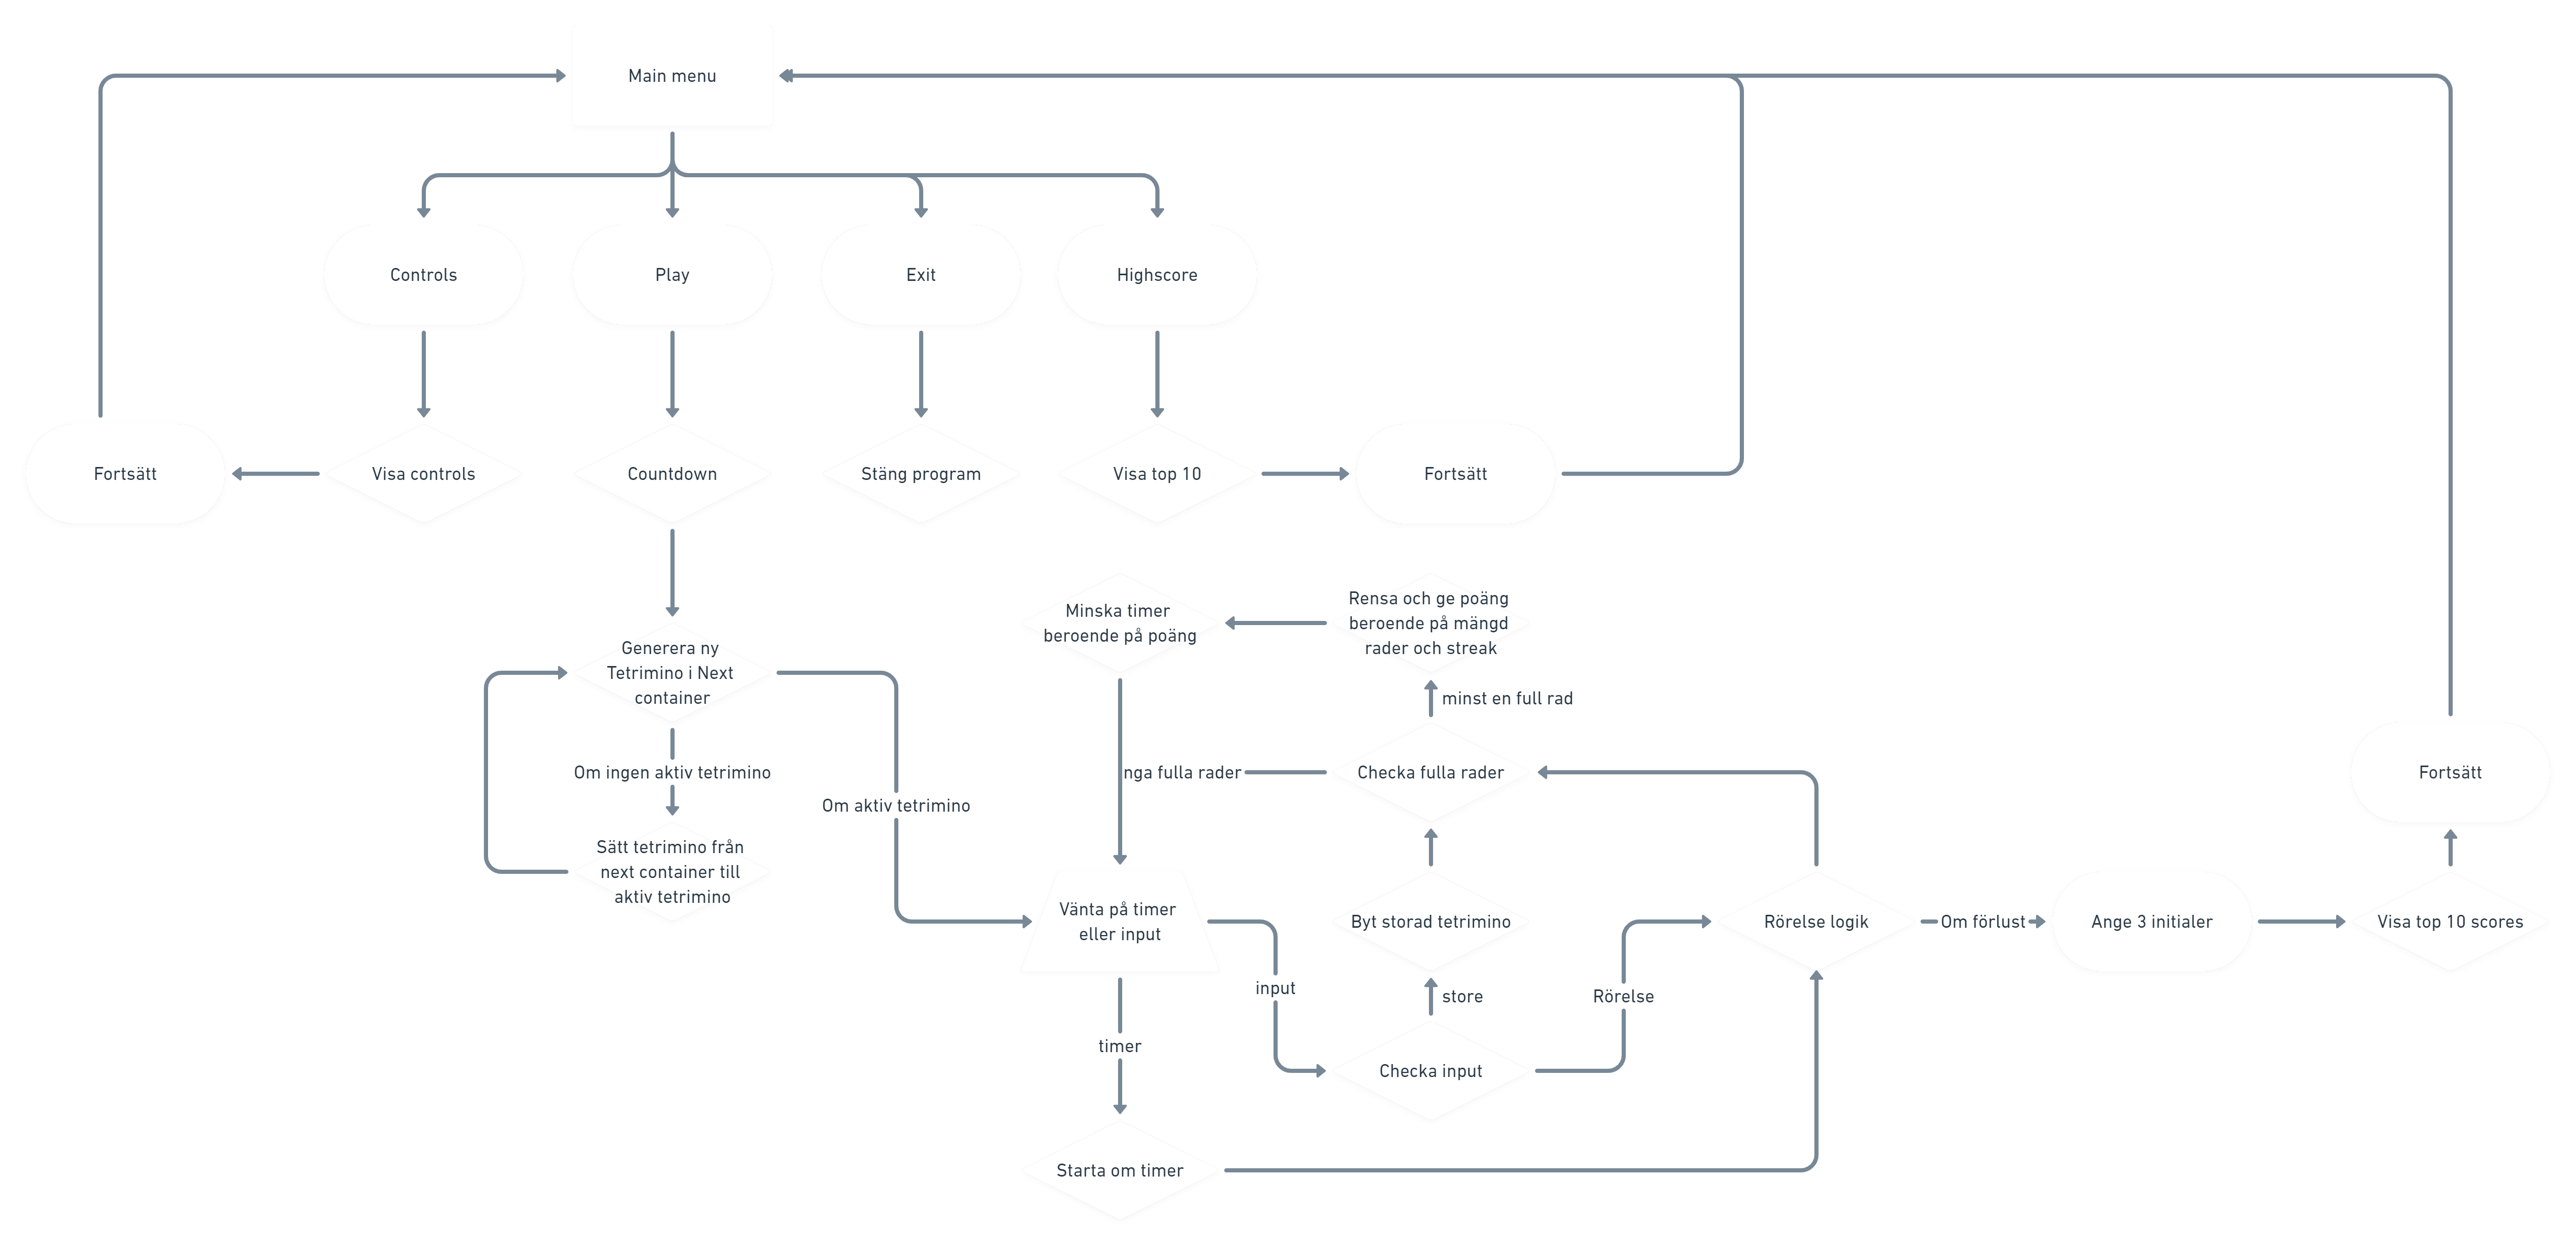 Main menu
Controls
Play
Exit
Highscore
Fortsätt
Visa controls
Countdown
Stäng program
Visa top 10
Fortsätt
Generera ny
Tetrimino i Next
container
Om ingen aktiv tetrimino
Sätt tetrimino från
next container till
aktiv tetrimino
Om aktiv tetrimino
Minska timer
beroende på poäng
Rensa och ge poäng
beroende på mängd
rader och streak
minst en full rad
nga fulla rader
Checka fulla rader
Vänta på timer
eller input
Byt storad tetrimino
Rörelse logik
Om förlust
Ange 3 initialer
Visa top 10 scores
Fortsätt
input
store
Rörelse
timer
Checka input
Starta om timer